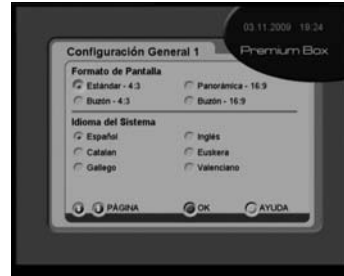 03.11.2009 19:24
Premium Box
Configuración General 1
Formato de Pantalla
Estándar - 4:3 Panorámica - 16:9
Buzón - 4:3 Buzón - 16:9
Idioma del Sistema
Español Inglés
Catalan Euskera
Gallego Valenciano
PÁGINA OK AYUDA